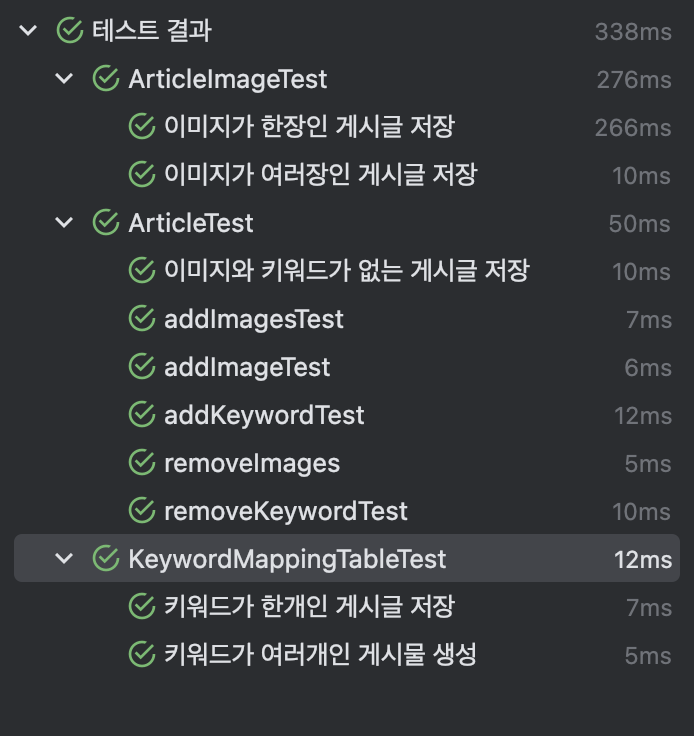 테스트 결과 338ms
ArticleImageTest 276ms
이미지가 한장인 게시글 저장 266ms
이미지가 여러장인 게시글 저장 10ms
ArticleTest 50ms
이미지와 키워드가 없는 게시글 저장 10ms
addImagesTest 7ms
addImageTest 6ms
addKeywordTest 12ms
removeImages 5ms
removeKeywordTest 10ms
KeywordMappingTableTest 12ms
키워드가 한개인 게시글 저장 7ms
키워드가 여러개인 게시물 생성 5ms